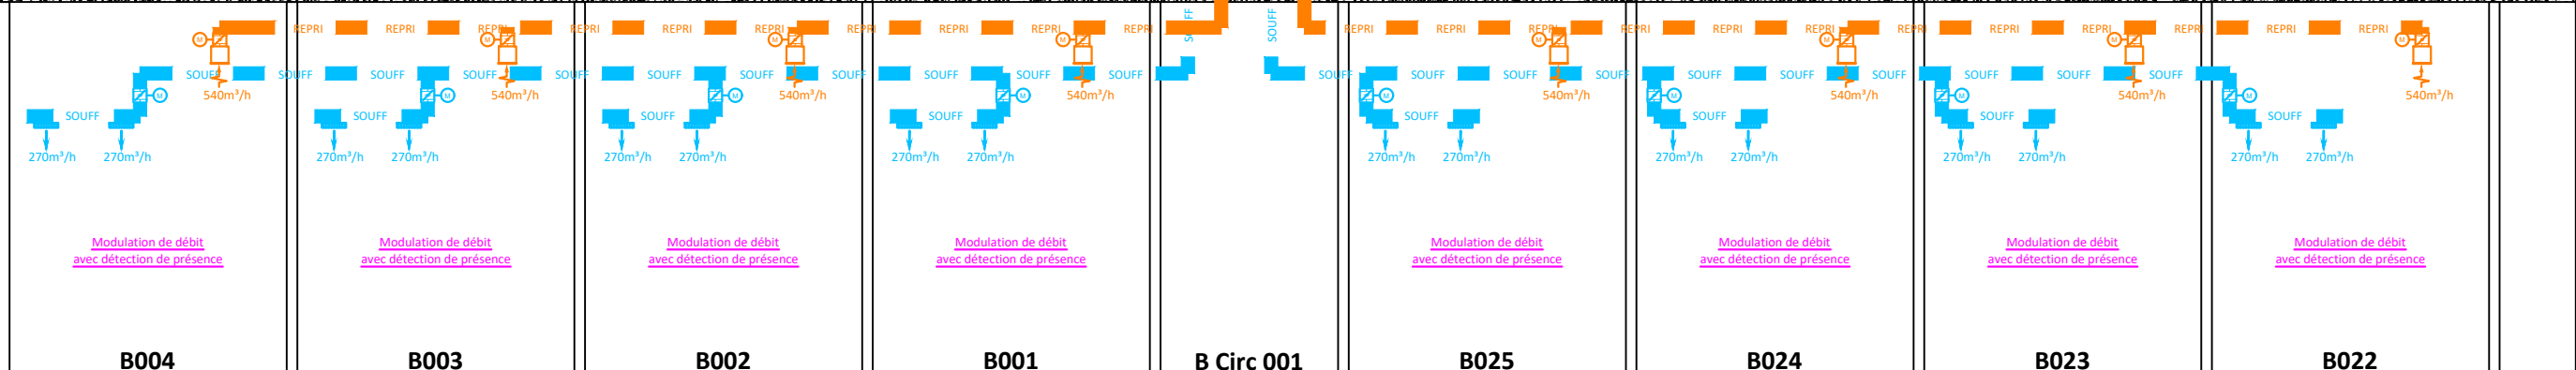 SOUFF SOUFF
REPRI REPRI REPRI REPRI REPRI REPRI REPRI REPRI REPRI REPRI REPRI REPRI REPRI REPRI REPRI REPRI REPRI REPRI REPRI REPRI REPRI REPRI
M M M M M M M M
SOUFF SOUFF SOUFF SOUFF SOUFF SOUFF SOUFF SOUFF SOUFF SOUFF SOUFF SOUFF SOUFF SOUFF SOUFF SOUFF SOUFF SOUFF SOUFF SOUFF SOUFF
M M M M M M M M
540m³/h 540m³/h 540m³/h 540m³/h 540m³/h 540m³/h 540m³/h 540m³/h
SOUFF SOUFF SOUFF SOUFF SOUFF SOUFF SOUFF SOUFF
270m³/h 270m³/h 270m³/h 270m³/h 270m³/h 270m³/h 270m³/h 270m³/h 270m³/h 270m³/h 270m³/h 270m³/h 270m³/h 270m³/h 270m³/h 270m³/h
Modulation de débit
avec détection de présence
Modulation de débit
avec détection de présence
Modulation de débit
avec détection de présence
Modulation de débit
avec détection de présence
Modulation de débit
avec détection de présence
Modulation de débit
avec détection de présence
Modulation de débit
avec détection de présence
Modulation de débit
avec détection de présence
B004 B003 B002 B001 B Circ 001 B025 B024 B023 B022